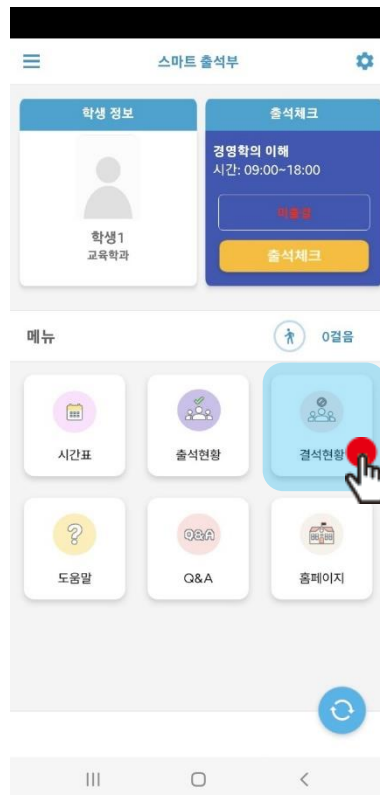 스마트 출석부
학생 정보
학생1
교육학과
출석체크
경영학의 이해
시간: 09:00~18:00
미출결
출석체크
메뉴
0걸음
시간표
출석현황
결석현황
도움말
Q&A
Q&A
홈페이지